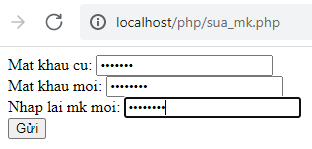 localhost/php/sua_mk.php
Mat khau cu: •••••••
Mat khau moi: ••••••••
Nhap lai mk moi: ••••••••
Gửi